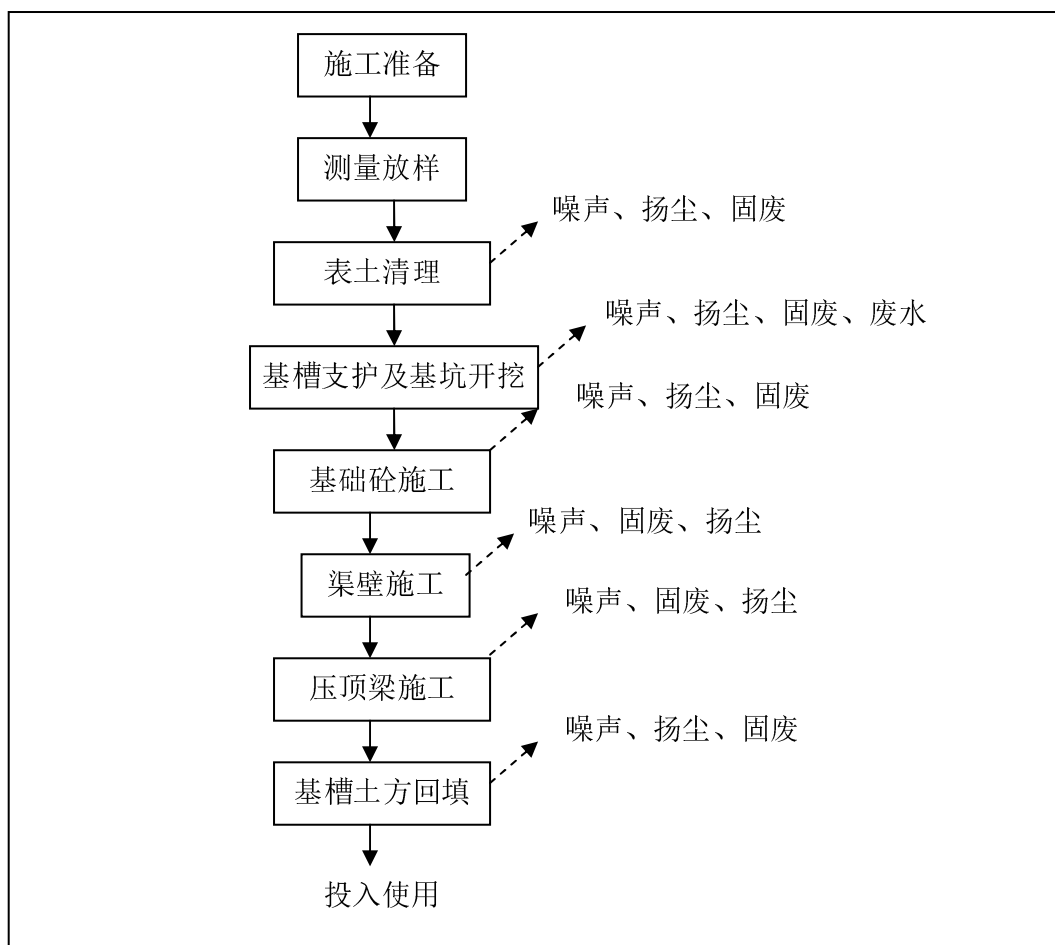 施工准备
测量放样
噪声、扬尘、固废
表土清理
噪声、扬尘、固废、废水
基槽支护及基坑开挖
噪声、扬尘、固废
基础砼施工
噪声、固废、扬尘
渠壁施工
噪声、固废、扬尘
压顶梁施工
噪声、扬尘、固废
基槽土方回填
投入使用